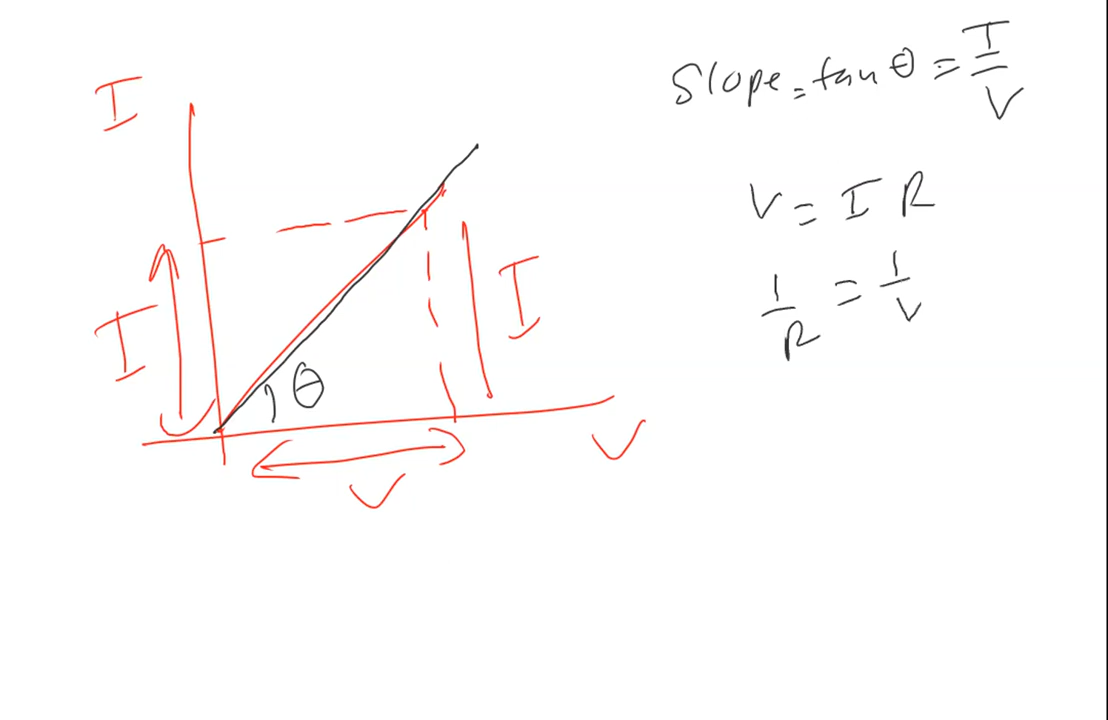 I
Slope = tan θ = I/V
V = I R
1/R = 1/V
I
I
θ
V
V